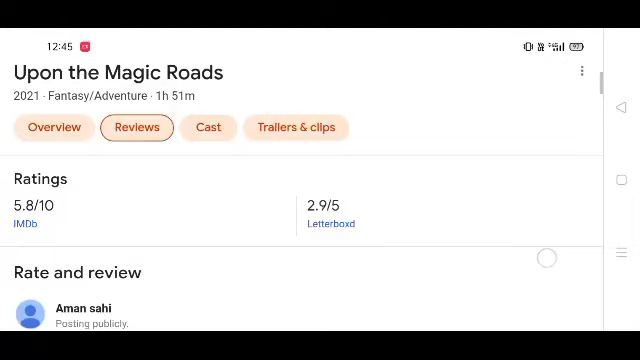 12:45
Upon the Magic Roads
2021 · Fantasy/Adventure · 1h 51m
Overview Reviews Cast Trailers & clips
Ratings
5.8/10 2.9/5
IMDb Letterboxd
Rate and review
Aman sahi
Posting publicly.